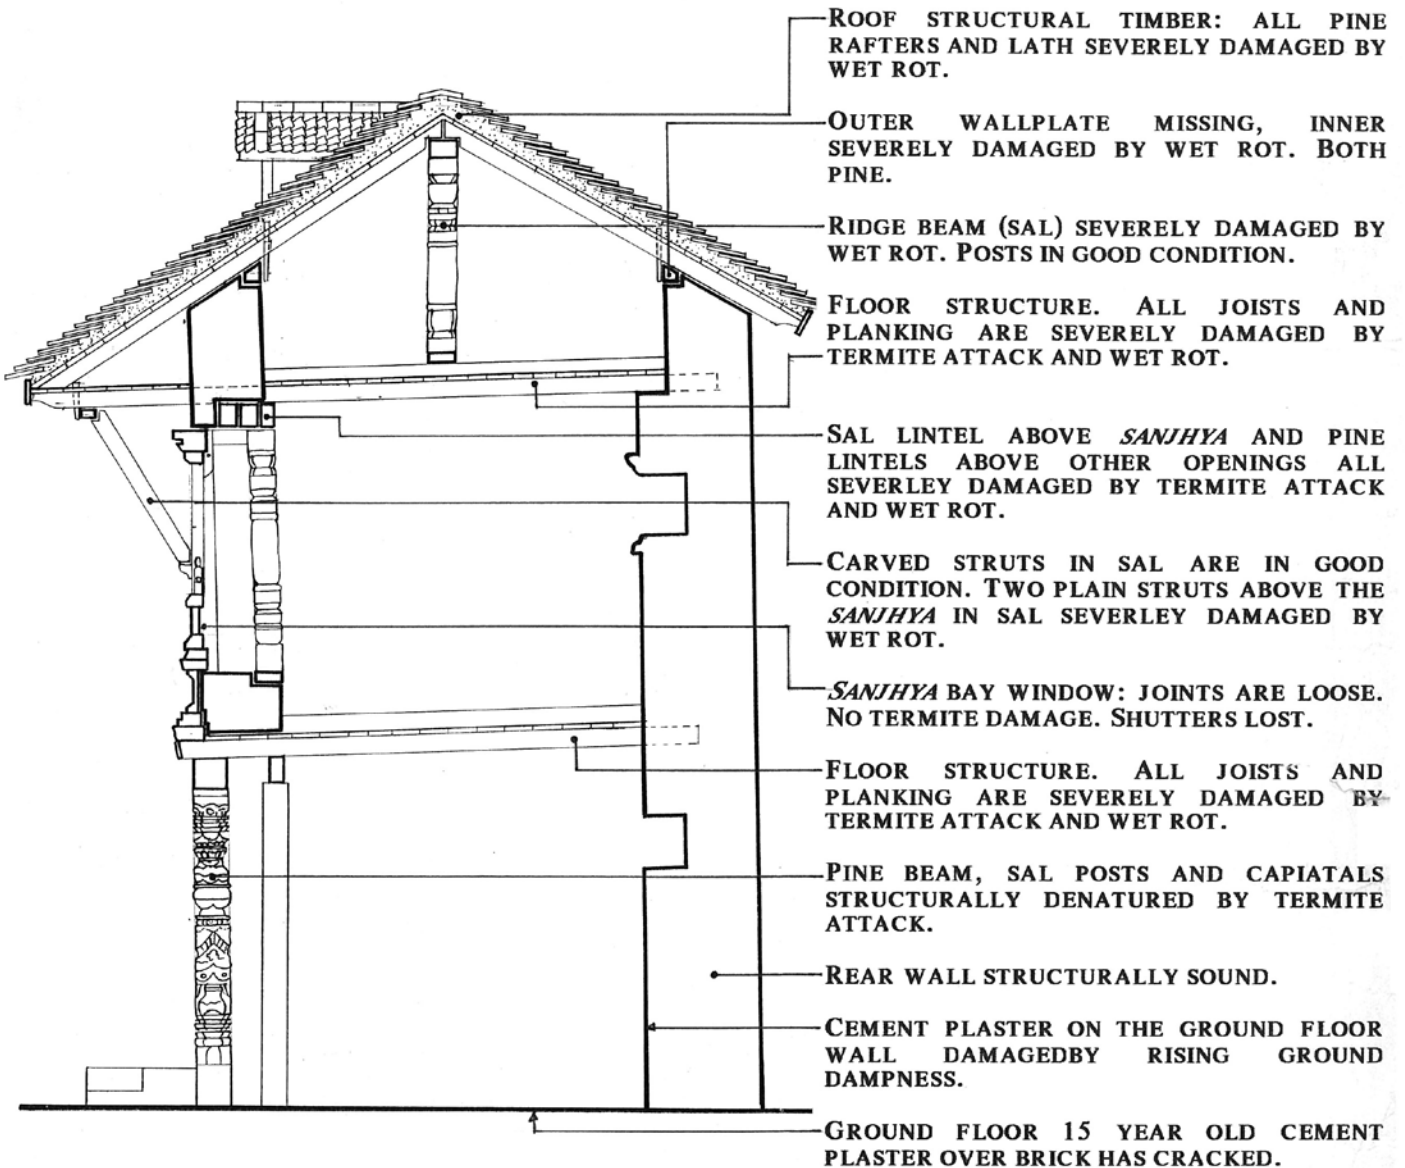 ROOF STRUCTURAL TIMBER: ALL PINE
RAFTERS AND LATH SEVERELY DAMAGED BY
WET ROT.
OUTER WALLPLATE MISSING, INNER
SEVERELY DAMAGED BY WET ROT. BOTH
PINE.
RIDGE BEAM (SAL) SEVERELY DAMAGED BY
WET ROT. POSTS IN GOOD CONDITION.
FLOOR STRUCTURE. ALL JOISTS AND
PLANKING ARE SEVERELY DAMAGED BY
TERMITE ATTACK AND WET ROT.
SAL LINTEL ABOVE SANJHYA AND PINE
LINTELS ABOVE OTHER OPENINGS ALL
SEVERLEY DAMAGED BY TERMITE ATTACK
AND WET ROT.
CARVED STRUTS IN SAL ARE IN GOOD
CONDITION. TWO PLAIN STRUTS ABOVE THE
SANJHYA IN SAL SEVERLEY DAMAGED BY
WET ROT.
SANJHYA BAY WINDOW: JOINTS ARE LOOSE.
NO TERMITE DAMAGE. SHUTTERS LOST.
FLOOR STRUCTURE. ALL JOISTS AND
PLANKING ARE SEVERELY DAMAGED BY
TERMITE ATTACK AND WET ROT.
PINE BEAM, SAL POSTS AND CAPIATALS
STRUCTURALLY DENATURED BY TERMITE
ATTACK.
REAR WALL STRUCTURALLY SOUND.
CEMENT PLASTER ON THE GROUND FLOOR
WALL DAMAGEDBY RISING GROUND
DAMPNESS.
GROUND FLOOR 15 YEAR OLD CEMENT
PLASTER OVER BRICK HAS CRACKED.